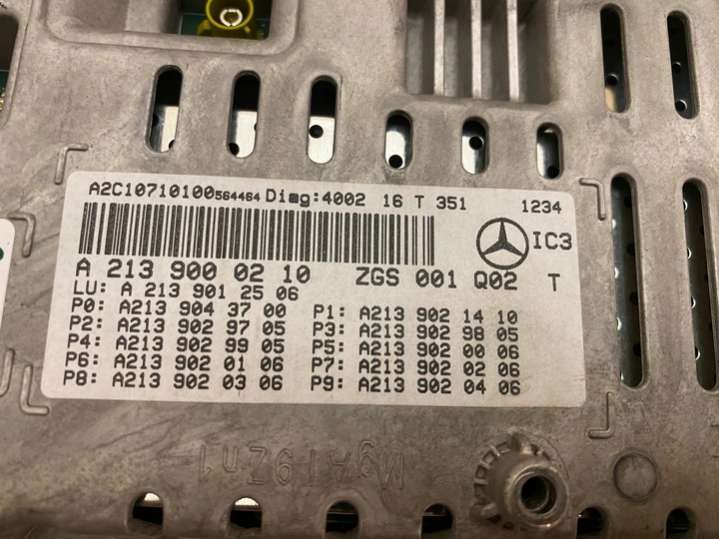 A2C10710100564464 Diag:4002 16 T 351 1234
IC3
A 213 900 02 10 ZGS 001 Q02 T
LU: A 213 901 25 06
P0: A213 904 37 00 P1: A213 902 14 10
P2: A213 902 97 05 P3: A213 902 98 05
P4: A213 902 99 05 P5: A213 902 00 06
P6: A213 902 01 06 P7: A213 902 02 06
P8: A213 902 03 06 P9: A213 902 04 06
MgAl9Zn1